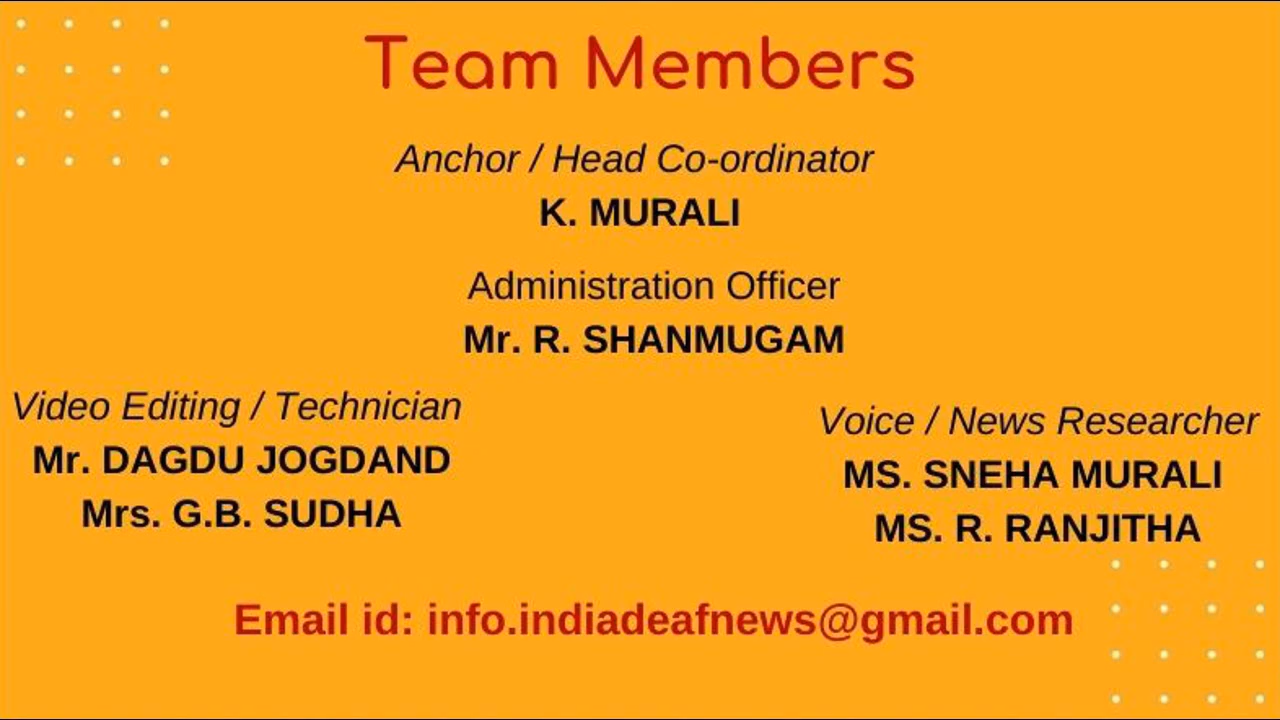 Team Members
Anchor / Head Co-ordinator
K. MURALI
Administration Officer
Mr. R. SHANMUGAM
Video Editing / Technician
Mr. DAGDU JOGDAND
Mrs. G.B. SUDHA
Voice / News Researcher
MS. SNEHA MURALI
MS. R. RANJITHA
Email id: info.indiadeafnews@gmail.com